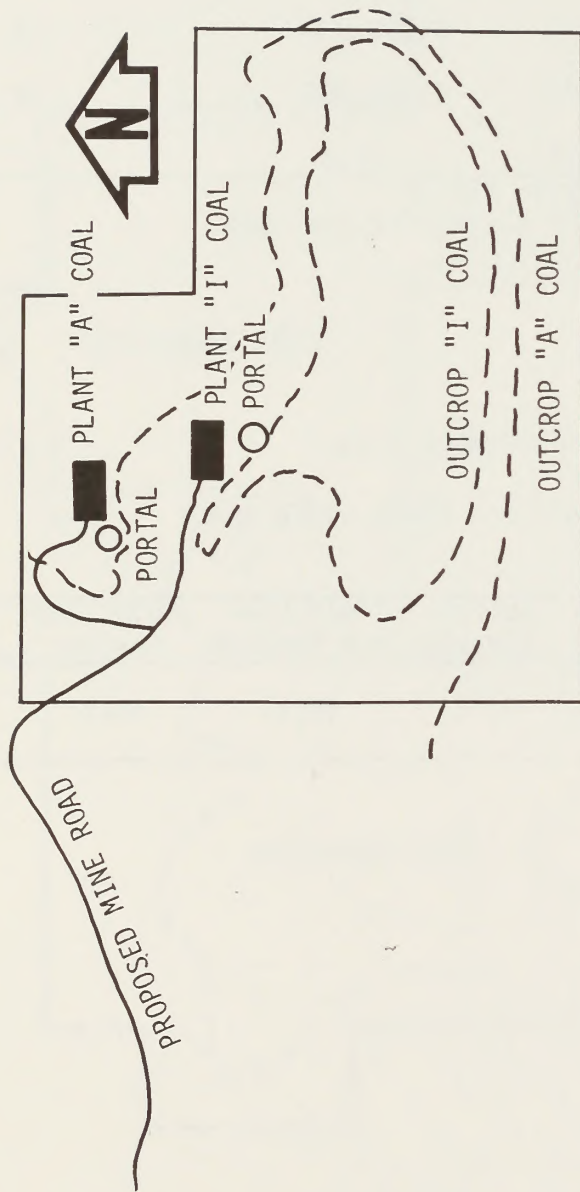 N
PLANT "A" COAL
PORTAL
PLANT "I" COAL
PORTAL
PROPOSED MINE ROAD
OUTCROP "I" COAL
OUTCROP "A" COAL